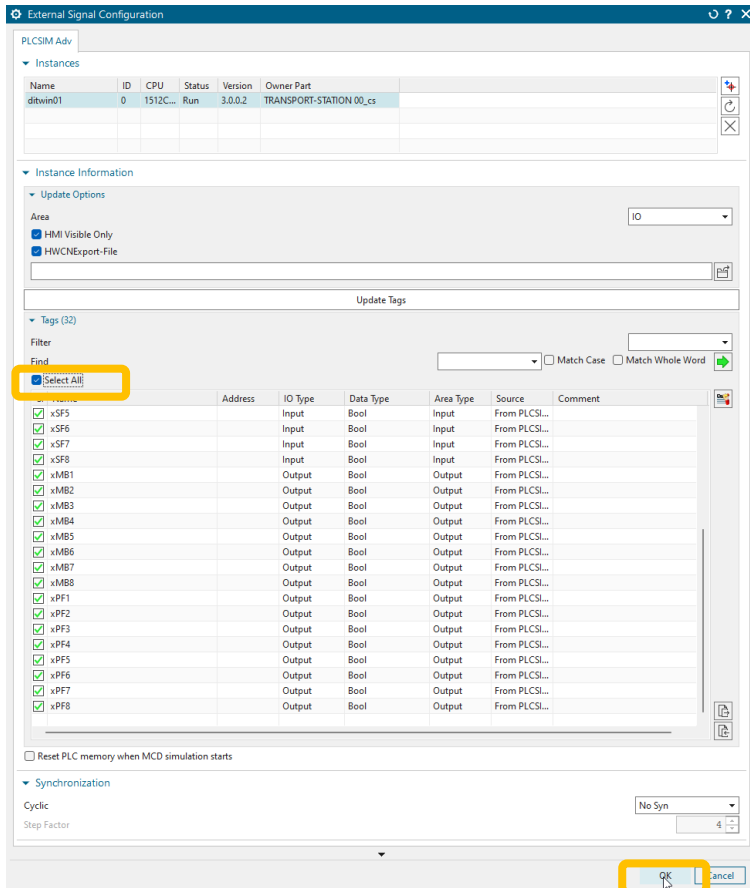 External Signal Configuration
PLCSIM Adv
Instances
Name ID CPU Status Version Owner Part
ditwin01 0 1512C... Run 3.0.0.2 TRANSPORT-STATION 00_cs
Instance Information
Update Options
Area IO
HMI Visible Only
HWCNExport-File
Update Tags
Tags (32)
Filter
Find Match Case Match Whole Word
Select All
Address IO Type Data Type Area Type Source Comment
xSF5 Input Bool Input From PLCSI...
xSF6 Input Bool Input From PLCSI...
xSF7 Input Bool Input From PLCSI...
xSF8 Input Bool Input From PLCSI...
xMB1 Output Bool Output From PLCSI...
xMB2 Output Bool Output From PLCSI...
xMB3 Output Bool Output From PLCSI...
xMB4 Output Bool Output From PLCSI...
xMB5 Output Bool Output From PLCSI...
xMB6 Output Bool Output From PLCSI...
xMB7 Output Bool Output From PLCSI...
xMB8 Output Bool Output From PLCSI...
xPF1 Output Bool Output From PLCSI...
xPF2 Output Bool Output From PLCSI...
xPF3 Output Bool Output From PLCSI...
xPF4 Output Bool Output From PLCSI...
xPF5 Output Bool Output From PLCSI...
xPF6 Output Bool Output From PLCSI...
xPF7 Output Bool Output From PLCSI...
xPF8 Output Bool Output From PLCSI...
Reset PLC memory when MCD simulation starts
Synchronization
Cyclic No Syn
Step Factor 4
OK Cancel